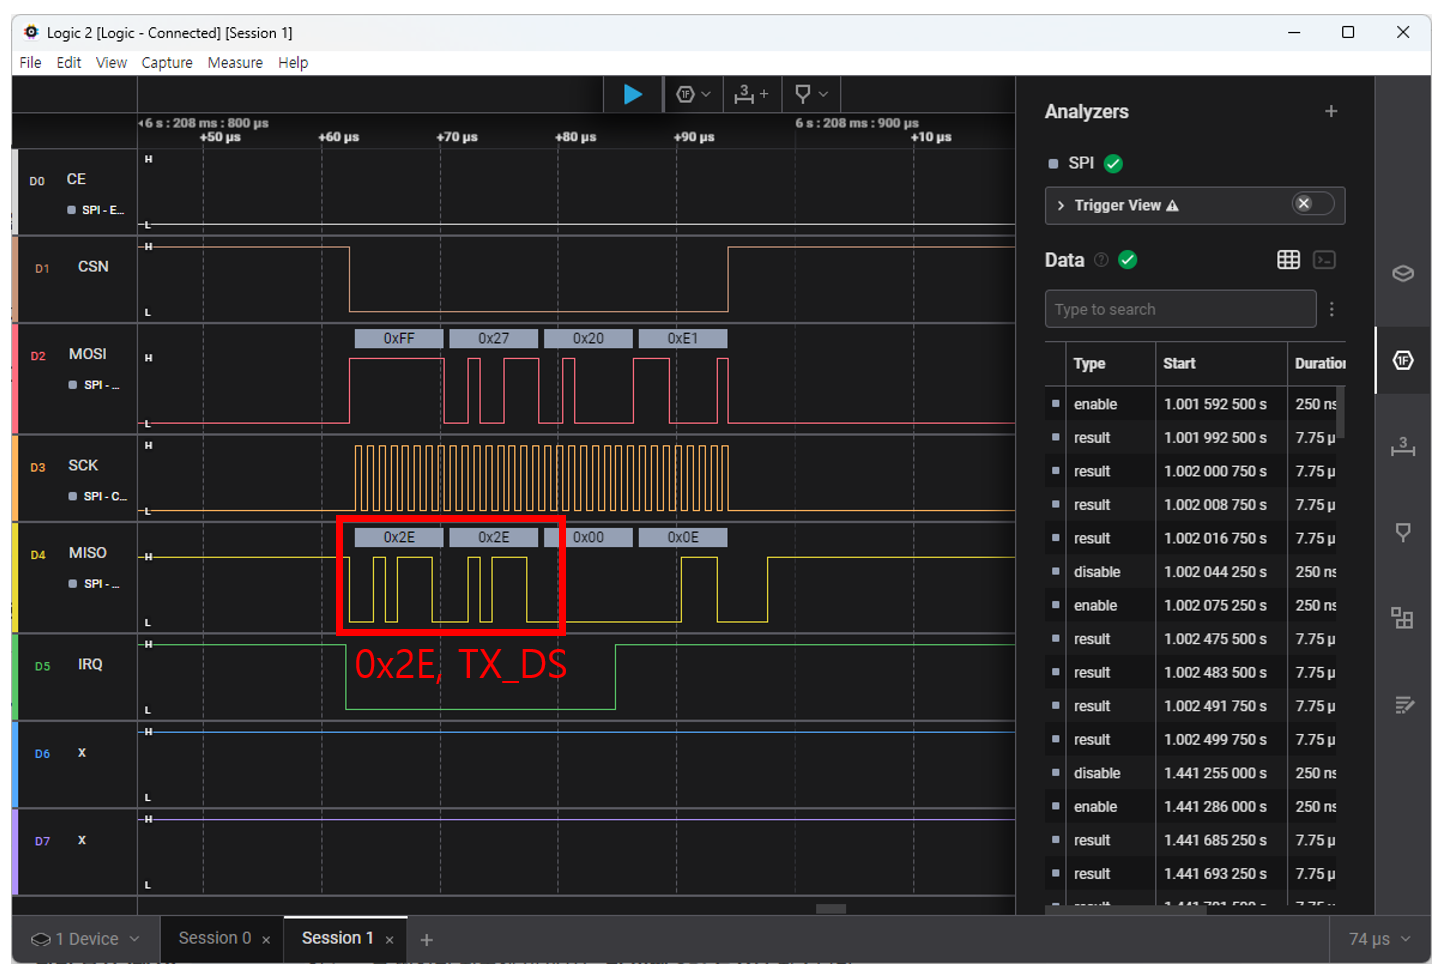 Logic 2 [Logic - Connected] [Session 1]
File Edit View Capture Measure Help
6 s : 208 ms : 800 µs
6 s : 208 ms : 900 µs
+50 µs +60 µs +70 µs +80 µs +90 µs +10 µs
D0 CE
SPI - E...
H
L
D1 CSN
H
L
D2 MOSI
SPI - ...
H
L
0xFF 0x27 0x20 0xE1
D3 SCK
SPI - C...
H
L
D4 MISO
SPI - ...
H
L
0x2E 0x2E 0x00 0x0E
D5 IRQ
H
L
0x2E, TX_DS
D6 x
H
L
D7 x
H
L
Analyzers
SPI
Trigger View
Data
Type to search
Type Start Duration
enable 1.001 592 500 s 250 ns
result 1.001 992 500 s 7.75 µ
result 1.002 000 750 s 7.75 µ
result 1.002 008 750 s 7.75 µ
result 1.002 016 750 s 7.75 µ
disable 1.002 044 250 s 250 ns
enable 1.002 075 250 s 250 ns
result 1.002 475 500 s 7.75 µ
result 1.002 483 500 s 7.75 µ
result 1.002 491 750 s 7.75 µ
result 1.002 499 750 s 7.75 µ
disable 1.441 255 000 s 250 ns
enable 1.441 286 000 s 250 ns
result 1.441 685 250 s 7.75 µ
result 1.441 693 250 s 7.75 µ
1 Device
Session 0
Session 1
74 µs